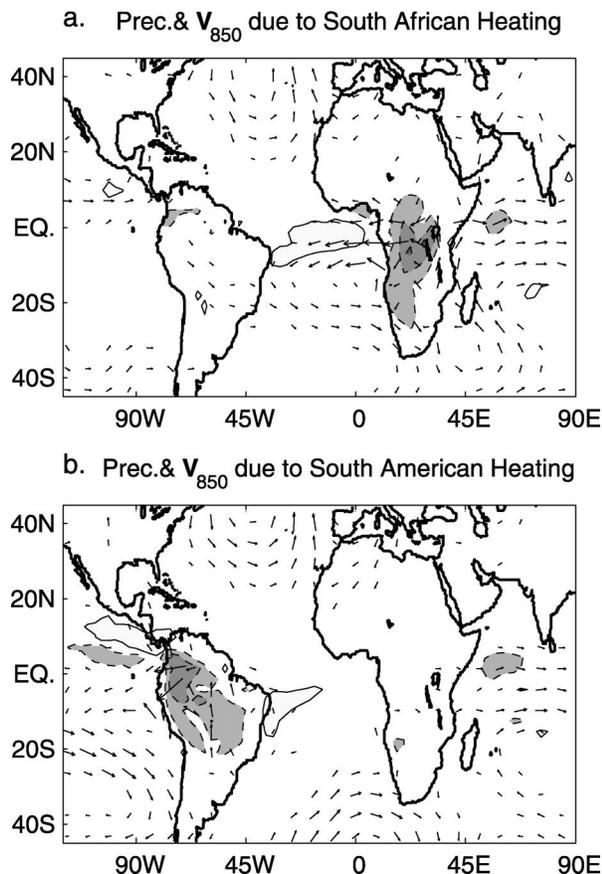 a. Prec.& V850 due to South African Heating
40N
20N
EQ.
20S
40S
90W 45W 0 45E 90E
b. Prec.& V850 due to South American Heating
40N
20N
EQ.
20S
40S
90W 45W 0 45E 90E